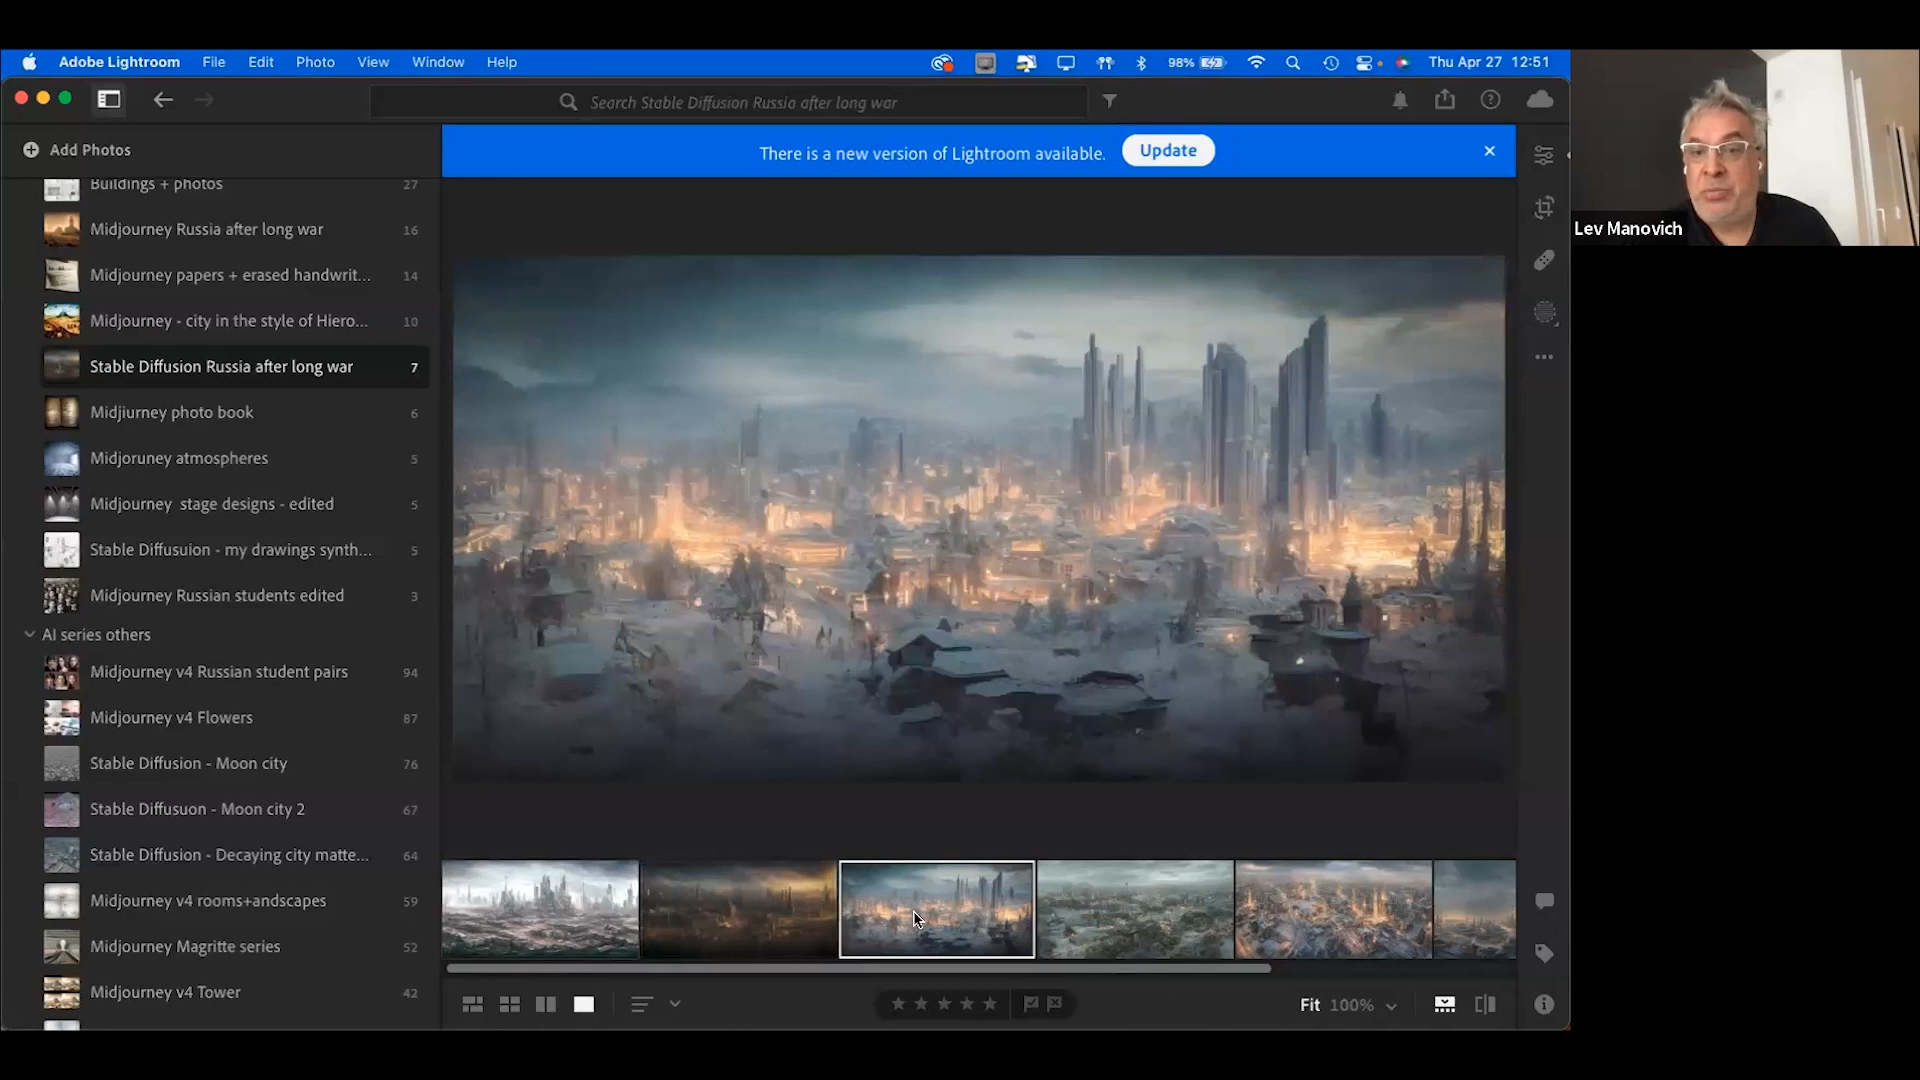 Adobe Lightroom File Edit Photo View Window Help 98% Thu Apr 27 12:51
Search Stable Diffusion Russia after long war
Add Photos
There is a new version of Lightroom available. Update
Buildings + photos 27
Midjourney Russia after long war 16
Midjourney papers + erased handwrit... 14
Midjourney - city in the style of Hiero... 10
Stable Diffusion Russia after long war 7
Midjiurney photo book 6
Midjoruney atmospheres 5
Midjourney  stage designs - edited 5
Stable Diffusuion - my drawings synth... 5
Midjourney Russian students edited 3
AI series others
Midjourney v4 Russian student pairs 94
Midjourney v4 Flowers 87
Stable Diffusion - Moon city 76
Stable Diffusuon - Moon city 2 67
Stable Diffusion - Decaying city matte... 64
Midjourney v4 rooms+andscapes 59
Midjourney Magritte series 52
Midjourney v4 Tower 42
Fit 100%
Lev Manovich